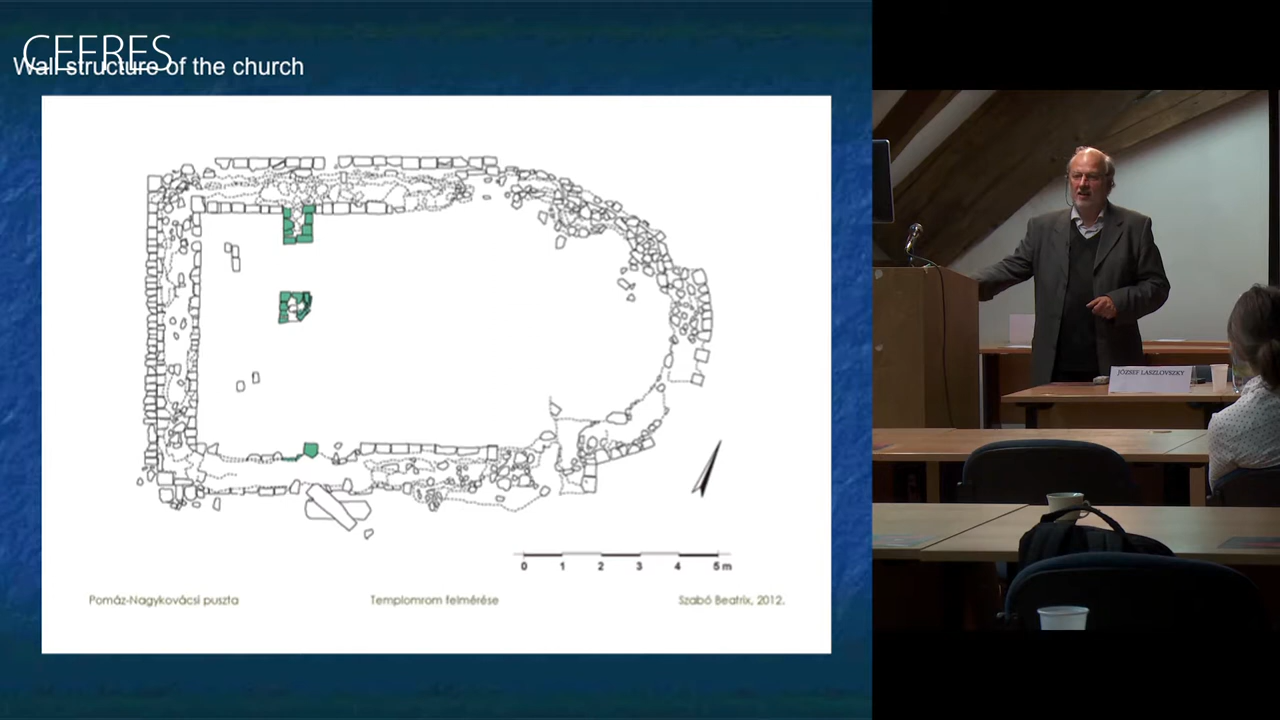 CEERES
Wall structure of the church
0 1 2 3 4 5 m
Pomáz-Nagykovácsi puszta
Templomrom felmérése
Szabó Beatrix, 2012.
JÓZSEF LASZLOVSZKY